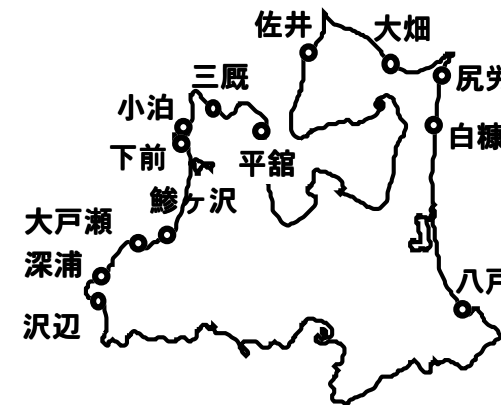 佐井
大畑
三厩
尻労
小泊
白糠
下前
平舘
鰺ヶ沢
大戸瀬
深浦
八戸
沢辺